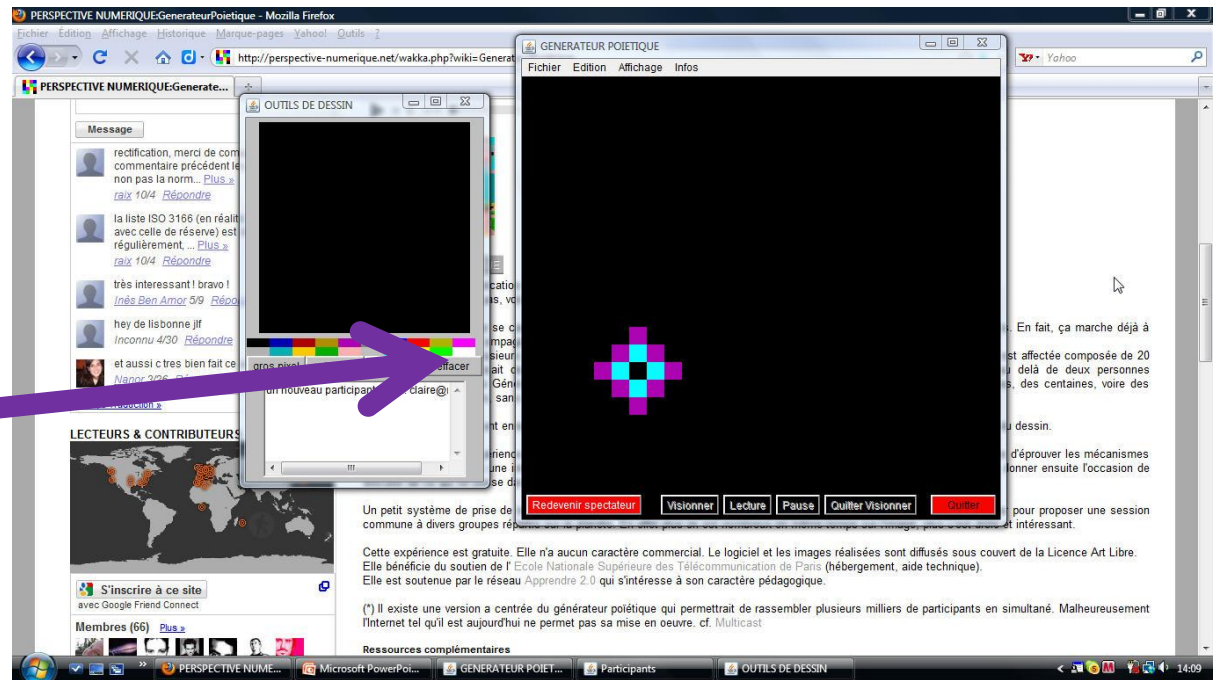 PERSPECTIVE NUMERIQUE:GenerateurPoietique - Mozilla Firefox
Fichier Edition Affichage Historique Marque-pages Yahoo! Outils ?
http://perspective-numerique.net/wakka.php?wiki=Generat
Yahoo
PERSPECTIVE NUMERIQUE:Generate...
Message
rectification, merci de com
commentaire précédent le
non pas la norm... Plus »
raix 10/4 Répondre
la liste ISO 3166 (en réalit
avec celle de réserve) est
régulièrement, ... Plus »
raix 10/4 Répondre
très interessant ! bravo !
Inès Ben Amor 5/9 Répo
hey de lisbonne jlf
Inconnu 4/30 Répondre
et aussi c tres bien fait ce
Nanor 3/26
LECTEURS & CONTRIBUTEURS
S'inscrire à ce site
avec Google Friend Connect
Membres (66) Plus »
OUTILS DE DESSIN
gros pixel
effacer
un nouveau participant
claire@
GENERATEUR POIETIQUE
Fichier Edition Affichage Infos
Redevenir spectateur Visionner Lecture Pause Quitter Visionner Quitter
s. En fait, ça marche déjà à
st affectée composée de 20
delà de deux personnes
s, des centaines, voire des
u dessin.
d'éprouver les mécanismes
onner ensuite l'occasion de
Un petit système de prise de
pour proposer une session
commune à divers groupes
et intéressant.
Cette expérience est gratuite. Elle n'a aucun caractère commercial. Le logiciel et les images réalisées sont diffusés sous couvert de la Licence Art Libre.
Elle bénéficie du soutien de l' Ecole Nationale Supérieure des Télécommunication de Paris (hébergement, aide technique).
Elle est soutenue par le réseau Apprendre 2.0 qui s'intéresse à son caractère pédagogique.
(*) Il existe une version a centrée du générateur poïétique qui permettrait de rassembler plusieurs milliers de participants en simultané. Malheureusement
l'Internet tel qu'il est aujourd'hui ne permet pas sa mise en oeuvre. cf. Multicast
Ressources complémentaires
PERSPECTIVE NUME... Microsoft PowerPoi... GENERATEUR POIET... Participants OUTILS DE DESSIN 14:09